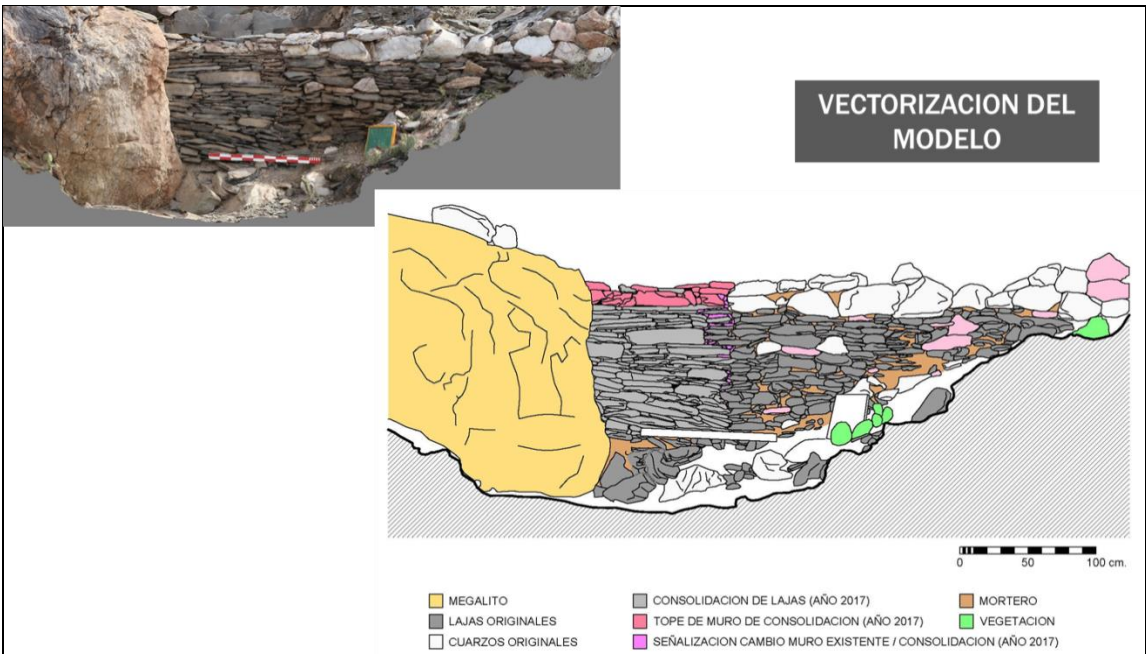 VECTORIZACION DEL
MODELO
0 50 100 cm.
MEGALITO
LAJAS ORIGINALES
CUARZOS ORIGINALES
CONSOLIDACION DE LAJAS (AÑO 2017)
TOPE DE MURO DE CONSOLIDACION (AÑO 2017)
SEÑALIZACION CAMBIO MURO EXISTENTE / CONSOLIDACION (AÑO 2017)
MORTERO
VEGETACION